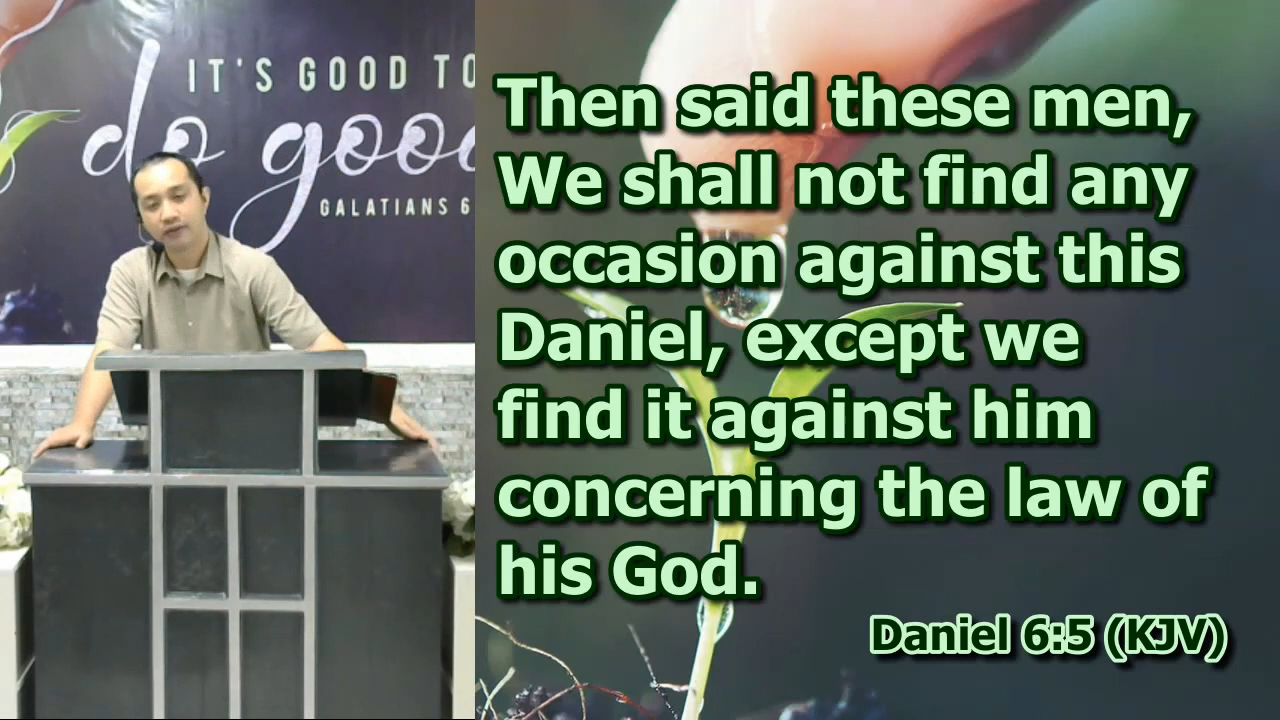 IT'S GOOD TO
do good
GALATIANS 6
Then said these men,
We shall not find any
occasion against this
Daniel, except we
find it against him
concerning the law of
his God.
Daniel 6:5 (KJV)